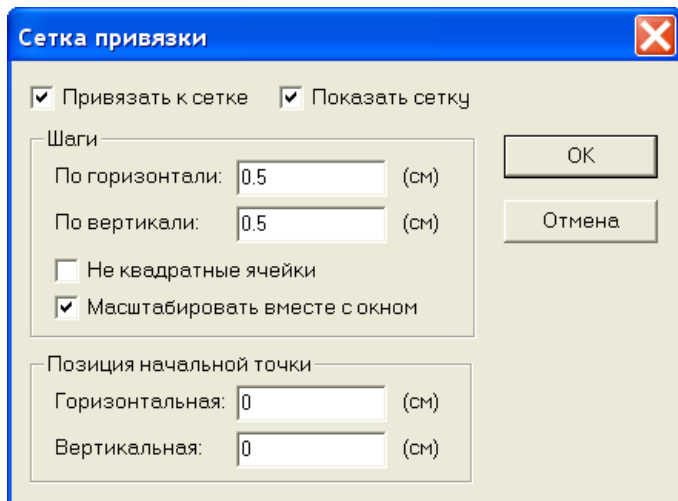 Сетка привязки
Привязать к сетке Показать сетку
Шаги
По горизонтали: 0.5 (см)
По вертикали: 0.5 (см)
Не квадратные ячейки
Масштабировать вместе с окном
OK
Отмена
Позиция начальной точки
Горизонтальная: 0 (см)
Вертикальная: 0 (см)